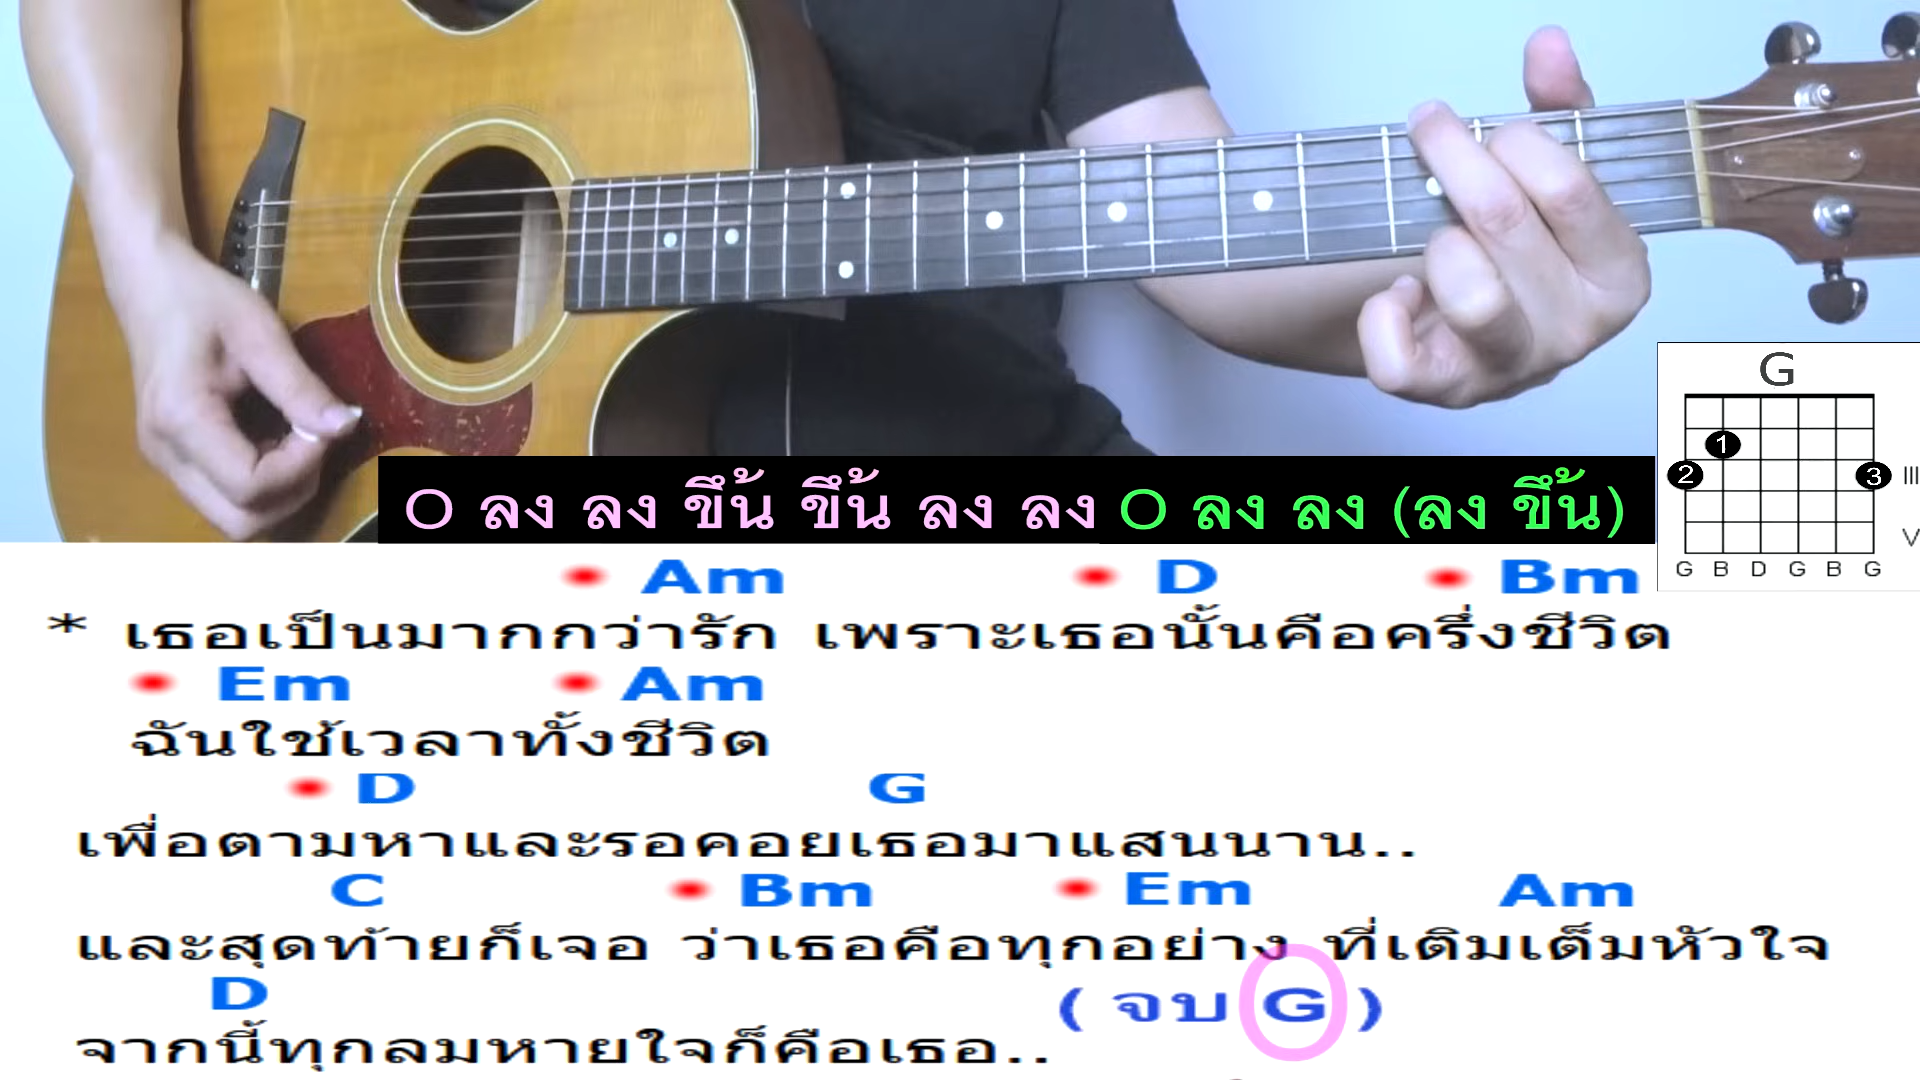 G
1
2 3 III
V
G B D G B G
O ลง ลง ขึ้น ขึ้น ลง ลง O ลง ลง (ลง ขึ้น)
• Am • D • Bm
* เธอเป็นมากกว่ารัก เพราะเธอนั้นคือครึ่งชีวิต
• Em • Am
ฉันใช้เวลาทั้งชีวิต
• D G
เพื่อตามหาและรอคอยเธอมาแสนนาน..
C • Bm • Em Am
และสุดท้ายก็เจอ ว่าเธอคือทุกอย่าง ที่เติมเต็มหัวใจ
D ( จบ G )
จากนี้ทุกลมหายใจก็คือเธอ..